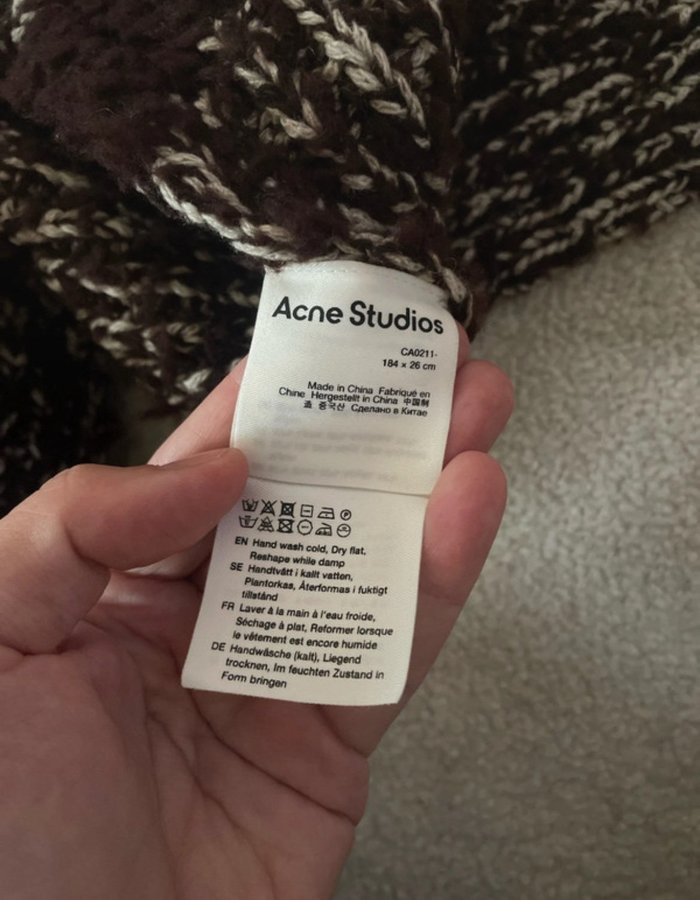 Acne Studios
CA0211-
184 x 26 cm
Made in China Fabriqué en
Chine Hergestellt in China 中国制
造 중국산 Сделано в Китае
EN Hand wash cold, Dry flat,
Reshape while damp
SE Handtvätt i kallt vatten,
Plantorkas, Återformas i fuktigt
tillstånd
FR Laver à la main à l'eau froide,
Séchage à plat, Reformer lorsque
le vêtement est encore humide
DE Handwäsche (kalt), Liegend
trocknen, Im feuchten Zustand in
Form bringen